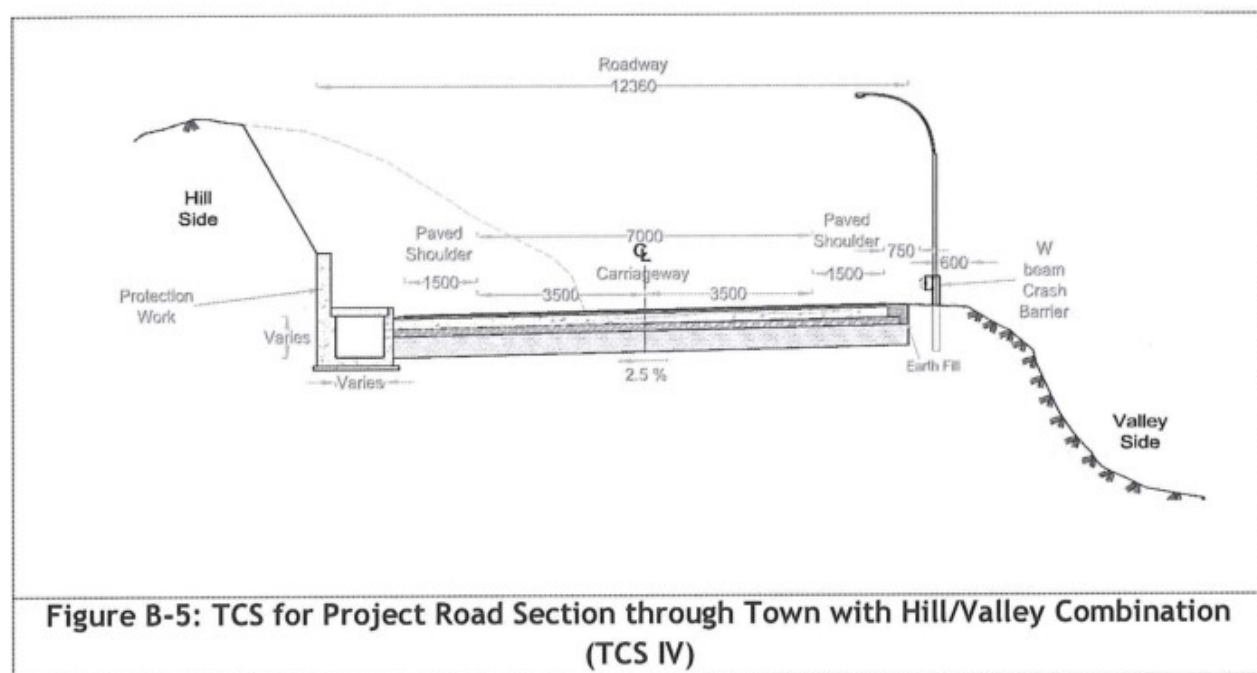 Roadway
12360
Hill
Side
Paved
Shoulder
7000
Paved
Shoulder
750
600
W
beam
Crash
Barrier
CL
Carriageway
1500
3500
3500
1500
Protection
Work
Varies
Varies
2.5 %
Earth Fill
Valley
Side
Figure B-5: TCS for Project Road Section through Town with Hill/Valley Combination
(TCS IV)